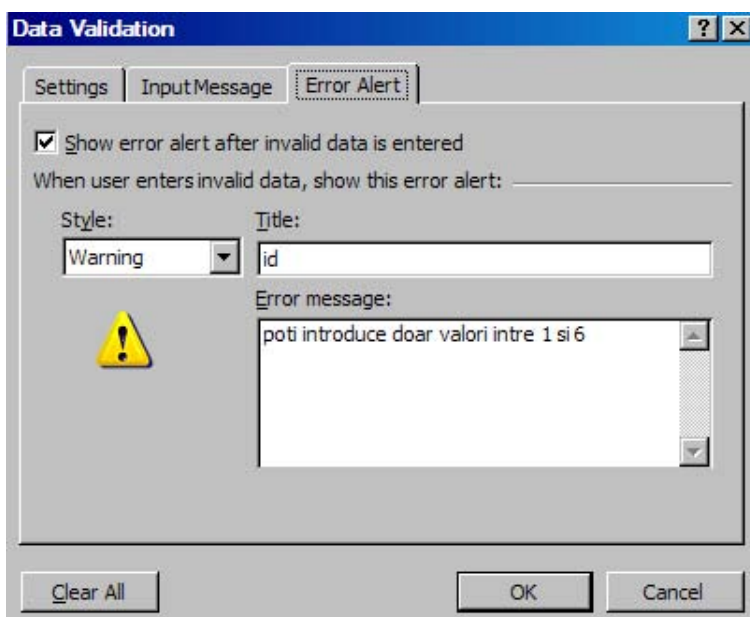 Data Validation
Settings Input Message Error Alert
Show error alert after invalid data is entered
When user enters invalid data, show this error alert:
Style: Title:
Warning id
Error message:
poti introduce doar valori intre 1 si 6
Clear All OK Cancel